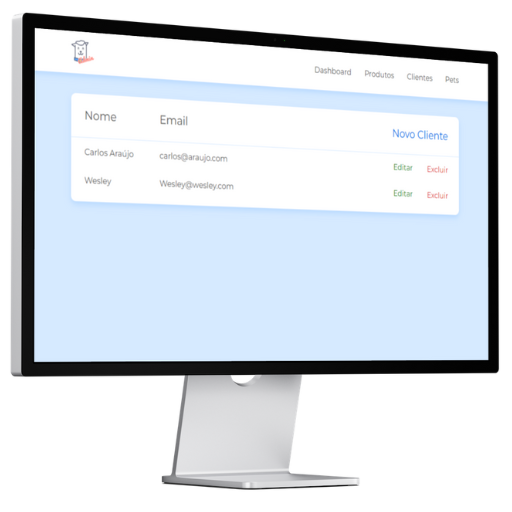 Dashboard Produtos Clientes Pets
Nome Email Novo Cliente
Carlos Araújo carlos@araujo.com Editar Excluir
Wesley Wesley@wesley.com Editar Excluir